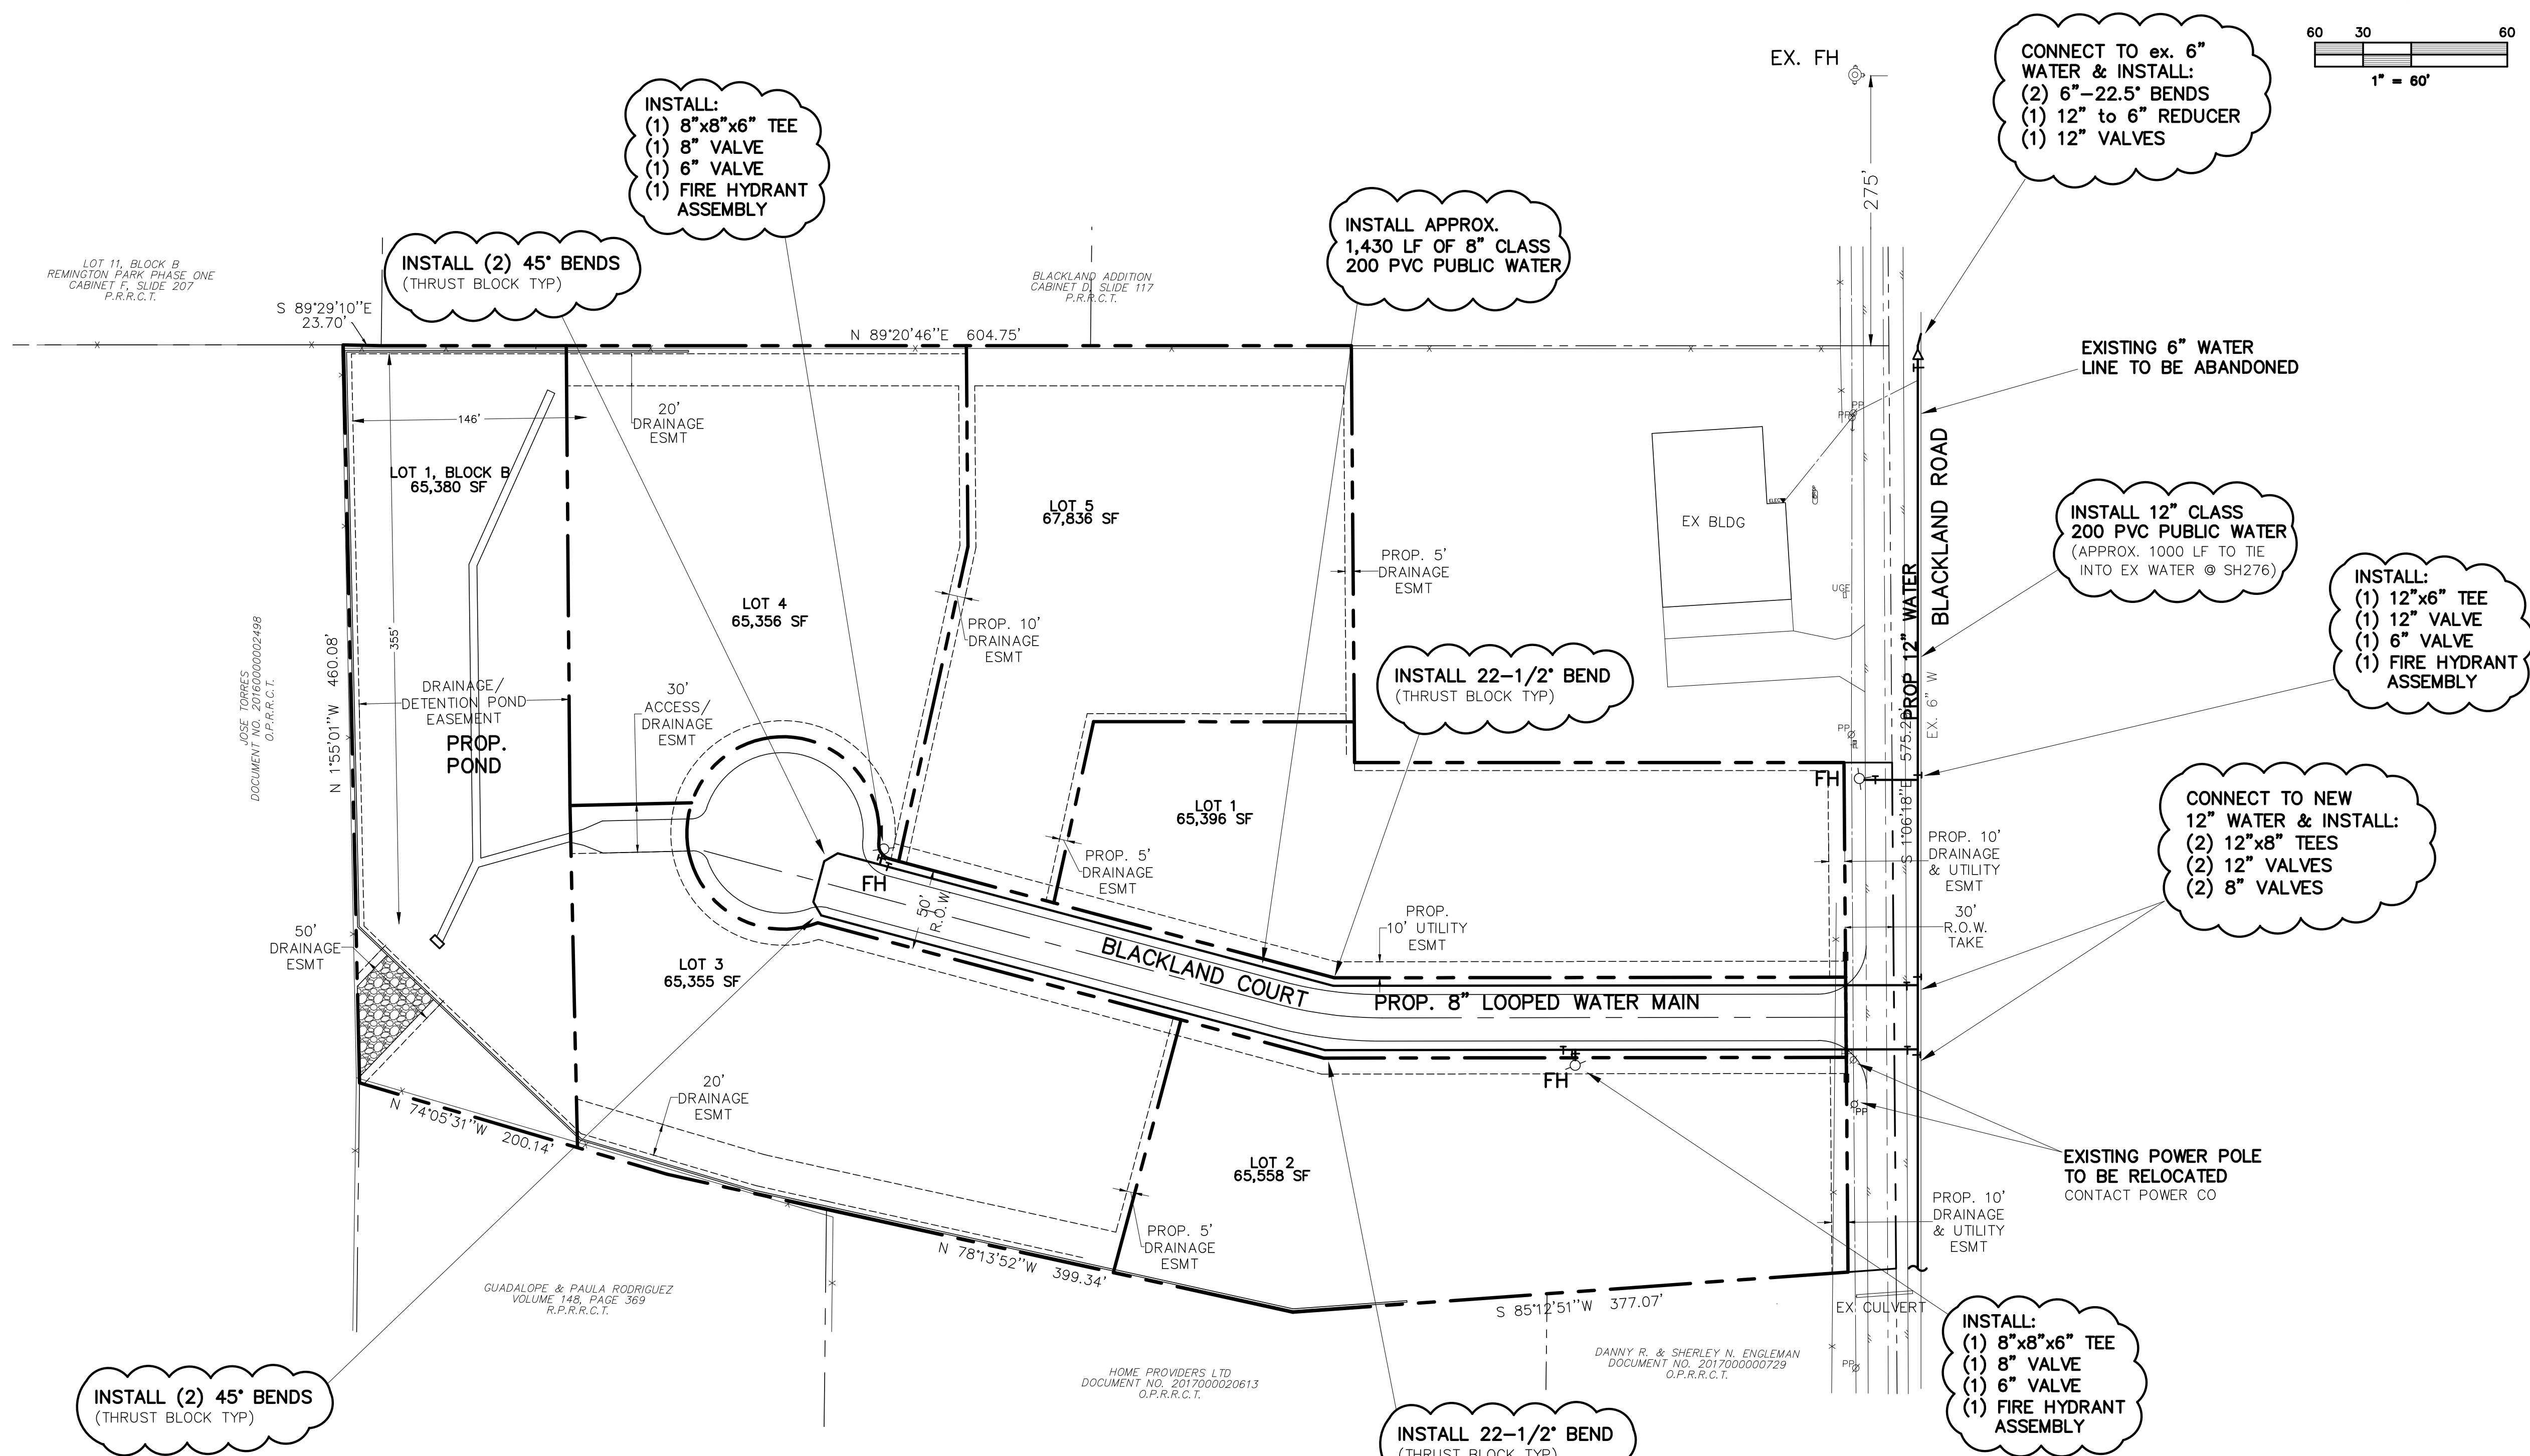 EX. FH
CONNECT TO ex. 6"
WATER & INSTALL:
(2) 6"-22.5° BENDS
(1) 12" to 6" REDUCER
(1) 12" VALVES
60 30 60
1" = 60'
INSTALL:
(1) 8"x8"x6" TEE
(1) 8" VALVE
(1) 6" VALVE
(1) FIRE HYDRANT
ASSEMBLY
275'
INSTALL APPROX.
1,430 LF OF 8" CLASS
200 PVC PUBLIC WATER
INSTALL (2) 45° BENDS
(THRUST BLOCK TYP)
LOT 11, BLOCK B
REMINGTON PARK PHASE ONE
CABINET F, SLIDE 207
P.R.R.C.T.
BLACKLAND ADDITION
CABINET D, SLIDE 117
P.R.R.C.T.
S 89°29'10"E
23.70'
N 89°20'46"E 604.75'
EXISTING 6" WATER
LINE TO BE ABANDONED
146'
20'
DRAINAGE
ESMT
PP
PP
LOT 1, BLOCK B
65,380 SF
LOT 5
67,836 SF
ELEC
EX BLDG
BLACKLAND ROAD
INSTALL 12" CLASS
200 PVC PUBLIC WATER
(APPROX. 1000 LF TO TIE
INTO EX WATER @ SH276)
PROP. 5'
DRAINAGE
ESMT
UGE
PROP 12" WATER
INSTALL:
(1) 12"x6" TEE
(1) 12" VALVE
(1) 6" VALVE
(1) FIRE HYDRANT
ASSEMBLY
LOT 4
65,356 SF
355'
PROP. 10'
DRAINAGE
ESMT
JOSE TORRES
DOCUMENT NO. 20160000002498
O.P.R.R.C.T.
N 1°55'01"W 460.08'
DRAINAGE/
DETENTION POND
EASEMENT
30'
ACCESS/
DRAINAGE
ESMT
INSTALL 22-1/2° BEND
(THRUST BLOCK TYP)
EX. 6" W
S 1°06'18"E 575.20'
PROP.
POND
PP
FH
CONNECT TO NEW
12" WATER & INSTALL:
(2) 12"x8" TEES
(2) 12" VALVES
(2) 8" VALVES
LOT 1
65,396 SF
PROP. 10'
DRAINAGE
& UTILITY
ESMT
PROP. 5'
DRAINAGE
ESMT
FH
50'
R.O.W.
PROP.
10' UTILITY
ESMT
30'
R.O.W.
TAKE
50'
DRAINAGE
ESMT
LOT 3
65,355 SF
BLACKLAND COURT
PROP. 8" LOOPED WATER MAIN
FH
PP
20'
DRAINAGE
ESMT
N 74°05'31"W 200.14'
LOT 2
65,558 SF
EXISTING POWER POLE
TO BE RELOCATED
CONTACT POWER CO
PROP. 10'
DRAINAGE
& UTILITY
ESMT
PROP. 5'
DRAINAGE
ESMT
N 78°13'52"W 399.34'
GUADALOPE & PAULA RODRIGUEZ
VOLUME 148, PAGE 369
R.P.R.R.C.T.
S 85°12'51"W 377.07'
EX CULVERT
INSTALL:
(1) 8"x8"x6" TEE
(1) 8" VALVE
(1) 6" VALVE
(1) FIRE HYDRANT
ASSEMBLY
DANNY R. & SHERLEY N. ENGLEMAN
DOCUMENT NO. 2017000000729
O.P.R.R.C.T.
PP
HOME PROVIDERS LTD
DOCUMENT NO. 2017000020613
O.P.R.R.C.T.
INSTALL (2) 45° BENDS
(THRUST BLOCK TYP)
INSTALL 22-1/2° BEND
(THRUST BLOCK TYP)